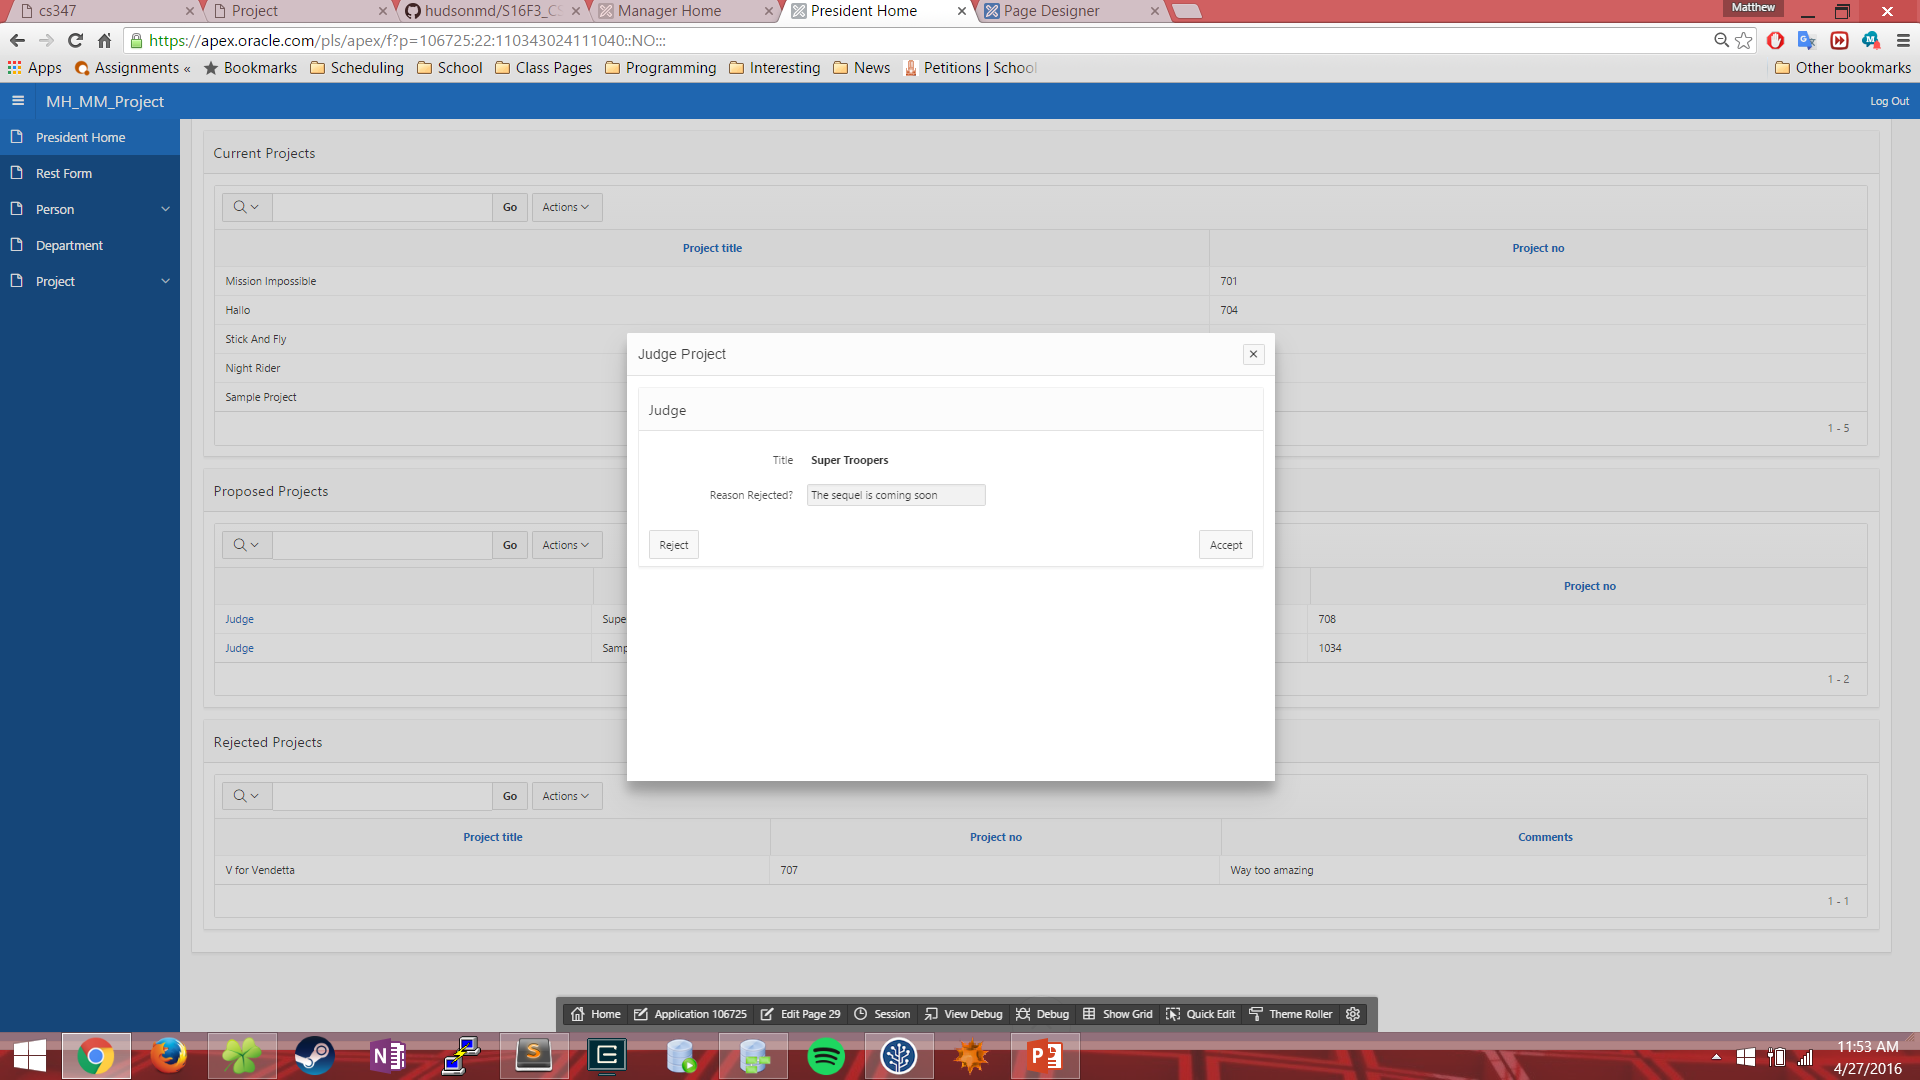 cs347
Project
hudsonmd/S16F3_CS
Manager Home
President Home
Page Designer
Matthew
https://apex.oracle.com/pls/apex/f?p=106725:22:110343024111040::NO:::
Apps
Assignments «
Bookmarks
Scheduling
School
Class Pages
Programming
Interesting
News
Petitions | School
Other bookmarks
MH_MM_Project
Log Out
President Home
Rest Form
Person
Department
Project
Current Projects
Go
Actions
Project title
Project no
Mission Impossible
701
Hallo
704
Stick And Fly
Night Rider
Sample Project
1 - 5
Judge Project
Judge
Title
Super Troopers
Reason Rejected?
The sequel is coming soon
Reject
Accept
Proposed Projects
Go
Actions
Project no
Judge
Supe
708
Judge
Samp
1034
1 - 2
Rejected Projects
Go
Actions
Project title
Project no
Comments
V for Vendetta
707
Way too amazing
1 - 1
Home
Application 106725
Edit Page 29
Session
View Debug
Debug
Show Grid
Quick Edit
Theme Roller
11:53 AM
4/27/2016